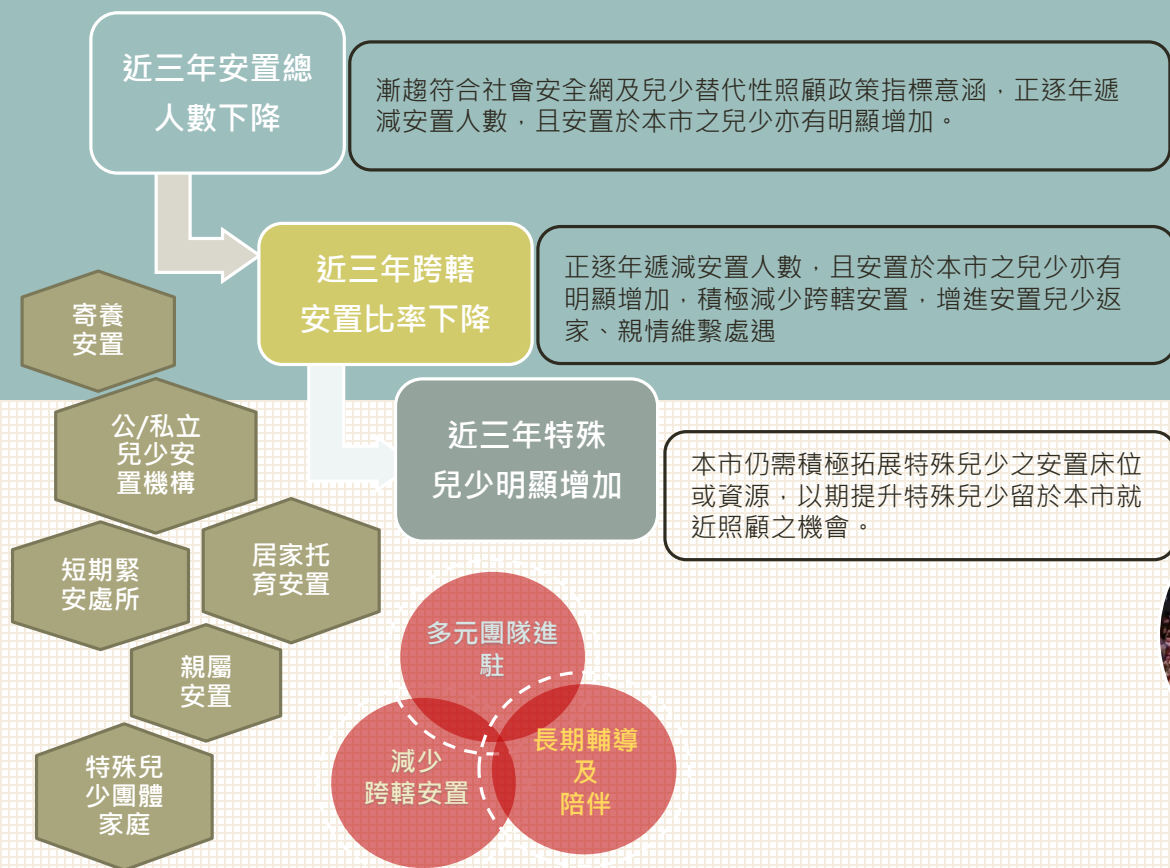 近三年安置總
人數下降
漸趨符合社會安全網及兒少替代性照顧政策指標意涵，正逐年遞
減安置人數，且安置於本市之兒少亦有明顯增加。
近三年跨轄
安置比率下降
正逐年遞減安置人數，且安置於本市之兒少亦有
明顯增加，積極減少跨轄安置，增進安置兒少返
家、親情維繫處遇
近三年特殊
兒少明顯增加
本市仍需積極拓展特殊兒少之安置床位
或資源，以期提升特殊兒少留於本市就
近照顧之機會。
寄養
安置
公/私立
兒少安
置機構
居家托
育安置
短期緊
安處所
親屬
安置
特殊兒
少團體
家庭
多元團隊進
駐
減少
跨轄安置
長期輔導
及
陪伴